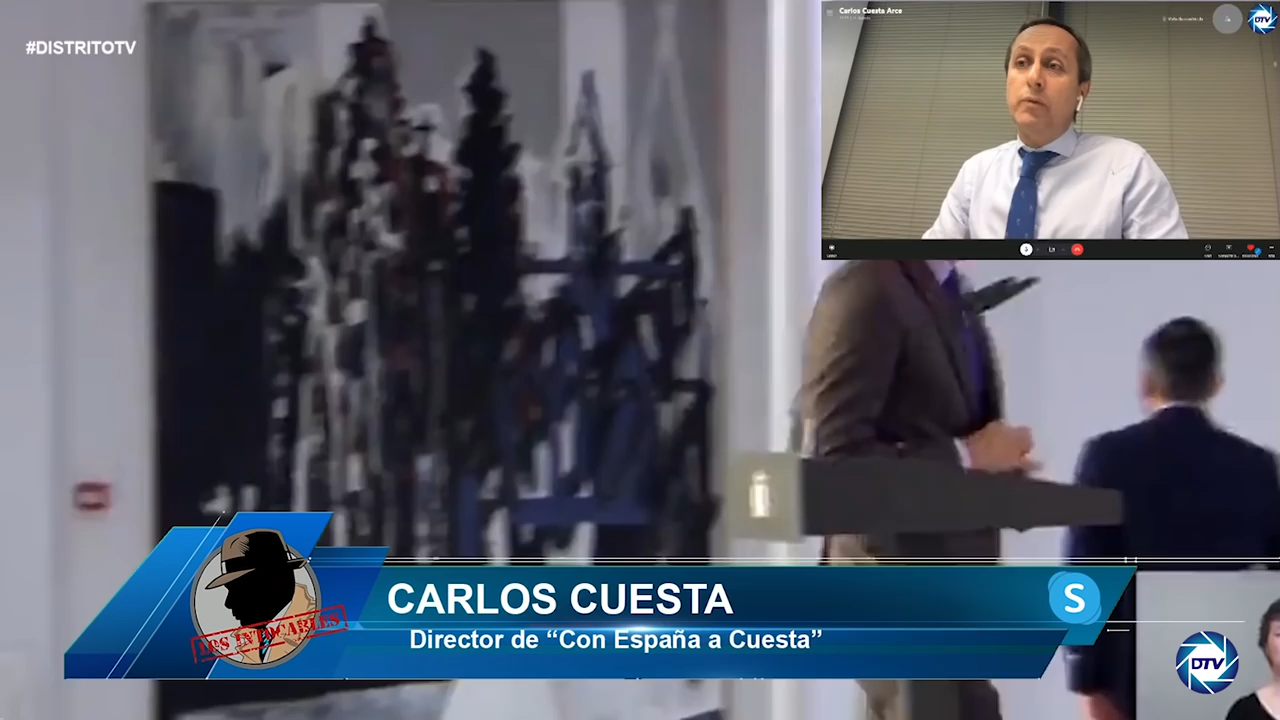 #DISTRITOTV
Carlos Cuesta Arce
DTV
CARLOS CUESTA
S
Director de “Con España a Cuesta”
LOS INTOCABLES
DTV